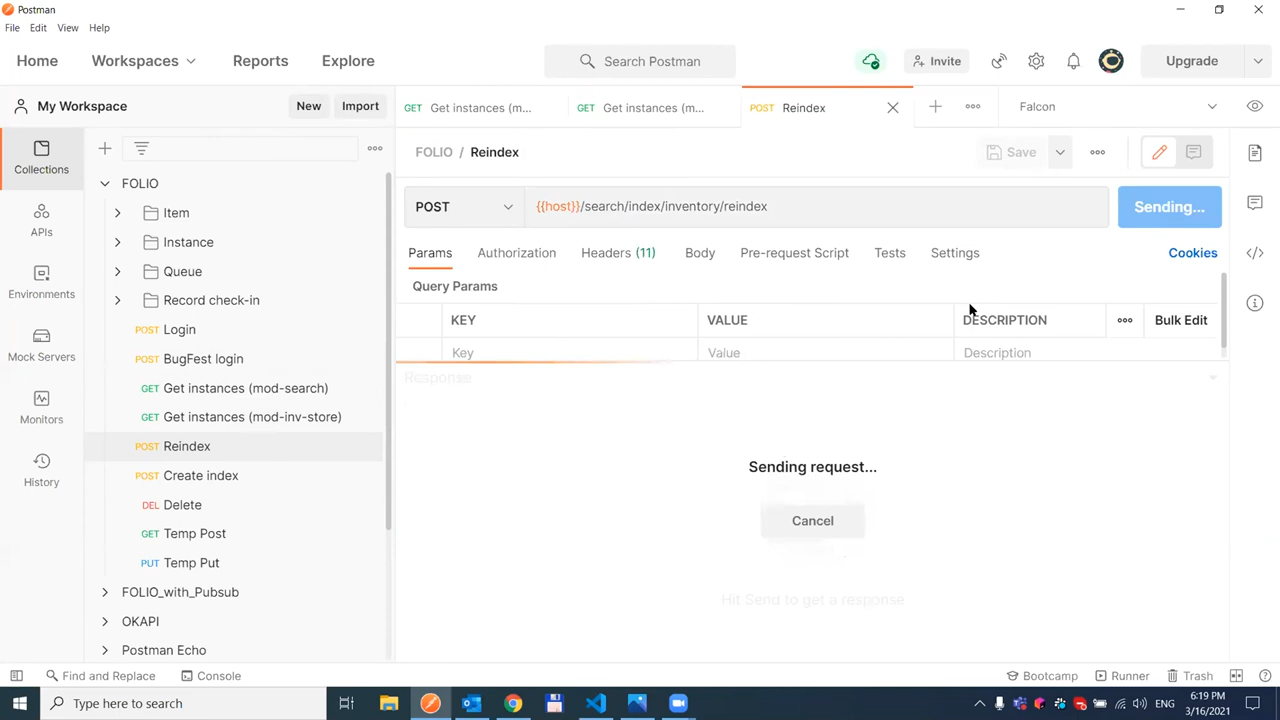 Postman
File Edit View Help
Home Workspaces Reports Explore Search Postman Invite Upgrade
My Workspace New Import
GET Get instances (m... GET Get instances (m... POST Reindex Falcon
Collections
APIs
Environments
Mock Servers
Monitors
History
FOLIO
Item
Instance
Queue
Record check-in
POST Login
POST BugFest login
GET Get instances (mod-search)
GET Get instances (mod-inv-store)
POST Reindex
POST Create index
DEL Delete
GET Temp Post
PUT Temp Put
FOLIO_with_Pubsub
OKAPI
Postman Echo
FOLIO / Reindex Save
POST {{host}}/search/index/inventory/reindex Sending...
Params Authorization Headers (11) Body Pre-request Script Tests Settings Cookies
Query Params
KEY VALUE DESCRIPTION Bulk Edit
Key Value Description
Response
Sending request...
Cancel
Hit Send to get a response
Find and Replace Console Bootcamp Runner Trash
Type here to search ENG 6:19 PM
3/16/2021